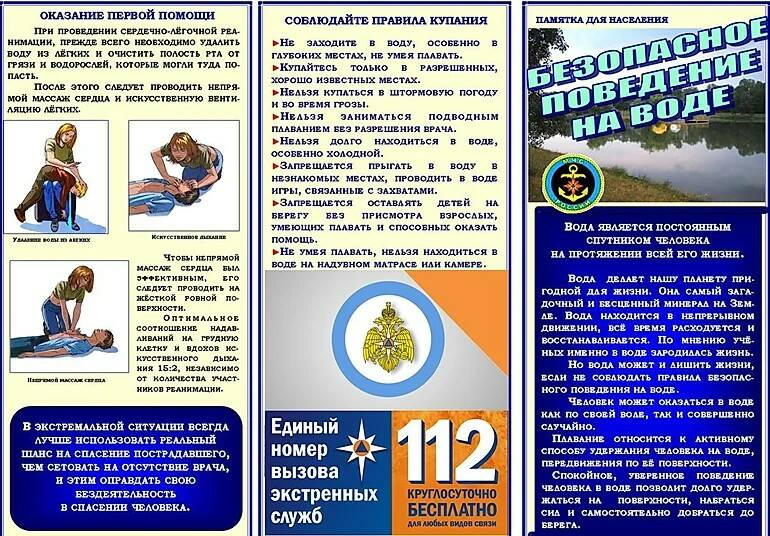 ОКАЗАНИЕ ПЕРВОЙ ПОМОЩИ
При проведении сердечно-лёгочной реа-
нимации, прежде всего необходимо удалить
воду из лёгких и очистить полость рта от
грязи и водорослей, которые могли туда по-
пасть.
После этого следует проводить непря-
мой массаж сердца и искусственную венти-
ляцию лёгких.
Удаление воды из легких
Искусственное дыхание
Чтобы непрямой
массаж сердца был
эффективным, его
следует проводить на
жёсткой ровной по-
верхности.
Оптимальное
соотношение надав-
ливаний на грудную
клетку и вдохов ис-
кусственного дыха-
ния 15:2, независимо
от количества участ-
ников реанимации.
Непрямой массаж сердца
В экстремальной ситуации всегда
лучше использовать реальный
шанс на спасение пострадавшего,
чем сетовать на отсутствие врача,
и этим оправдать свою
бездеятельность
в спасении человека.
СОБЛЮДАЙТЕ ПРАВИЛА КУПАНИЯ
►Не заходите в воду, особенно в
глубоких местах, не умея плавать.
►Купайтесь только в разрешенных,
хорошо известных местах.
►Нельзя купаться в штормовую погоду
и во время грозы.
►Нельзя заниматься подводным
плаванием без разрешения врача.
►Нельзя долго находиться в воде,
особенно холодной.
►Запрещается прыгать в воду в
незнакомых местах, проводить в воде
игры, связанные с захватами.
►Запрещается оставлять детей на
берегу без присмотра взрослых,
умеющих плавать и способных оказать
помощь.
►Не умея плавать, нельзя находиться в
воде на надувном матрасе или камере.
Единый
номер
вызова
экстренных
служб
112
КРУГЛОСУТОЧНО
БЕСПЛАТНО
ДЛЯ ЛЮБЫХ ВИДОВ СВЯЗИ
ПАМЯТКА ДЛЯ НАСЕЛЕНИЯ
БЕЗОПАСНОЕ
ПОВЕДЕНИЕ
НА ВОДЕ
МЧС
РОССИИ
Вода является постоянным
спутником человека
на протяжении всей его жизни.
Вода делает нашу планету при-
годной для жизни. Она самый зага-
дочный и бесценный минерал на Зем-
ле. Вода находится в непрерывном
движении, всё время расходуется и
восстанавливается. По мнению учё-
ных именно в воде зародилась жизнь.
Но вода может и лишить жизни,
если не соблюдать правила безопас-
ного поведения на воде.
Человек может оказаться в воде
как по своей воле, так и совершенно
случайно.
Плавание относится к активному
способу удержания человека на воде,
передвижения по её поверхности.
Спокойное, уверенное поведение
человека в воде позволит долго удер-
жаться на поверхности, набраться
сил и самостоятельно добраться до
берега.